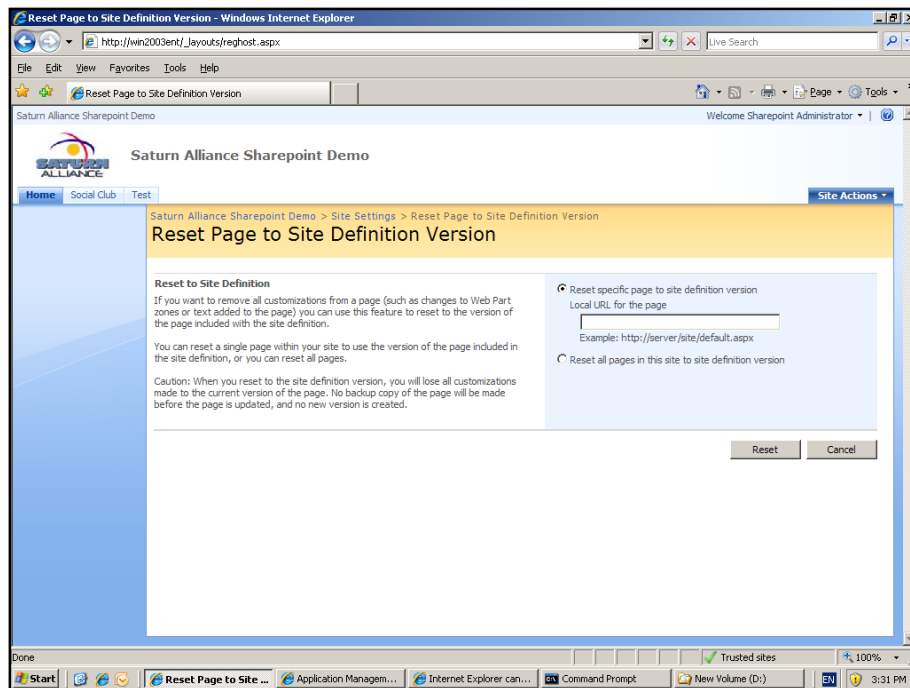 Reset Page to Site Definition Version - Windows Internet Explorer
http://win2003ent/_layouts/reghost.aspx
Live Search
File Edit View Favorites Tools Help
Reset Page to Site Definition Version
Page Tools
Saturn Alliance Sharepoint Demo
Welcome Sharepoint Administrator
SATURN
ALLIANCE
Saturn Alliance Sharepoint Demo
Home Social Club Test
Site Actions
Saturn Alliance Sharepoint Demo > Site Settings > Reset Page to Site Definition Version
Reset Page to Site Definition Version
Reset to Site Definition
If you want to remove all customizations from a page (such as changes to Web Part
zones or text added to the page) you can use this feature to reset to the version of
the page included with the site definition.
You can reset a single page within your site to use the version of the page included in
the site definition, or you can reset all pages.
Caution: When you reset to the site definition version, you will lose all customizations
made to the current version of the page. No backup copy of the page will be made
before the page is updated, and no new version is created.
Reset specific page to site definition version
Local URL for the page
Example: http://server/site/default.aspx
Reset all pages in this site to site definition version
Reset Cancel
Done
Trusted sites
100%
Start
Reset Page to Site ...
Application Managem...
Internet Explorer can...
Command Prompt
New Volume (D:)
EN
3:31 PM